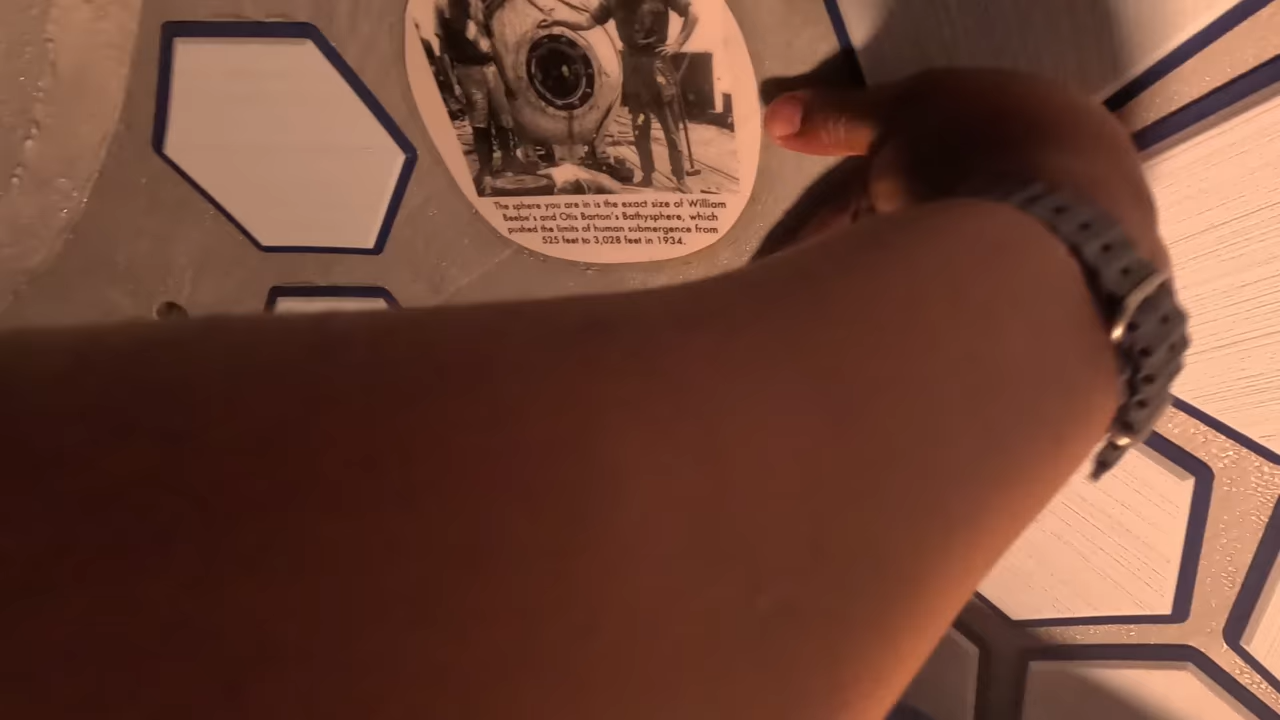 The sphere you are in is the exact size of William
Beebe's and Otis Barton's Bathysphere, which
pushed the limits of human submergence from
525 feet to 3,028 feet in 1934.